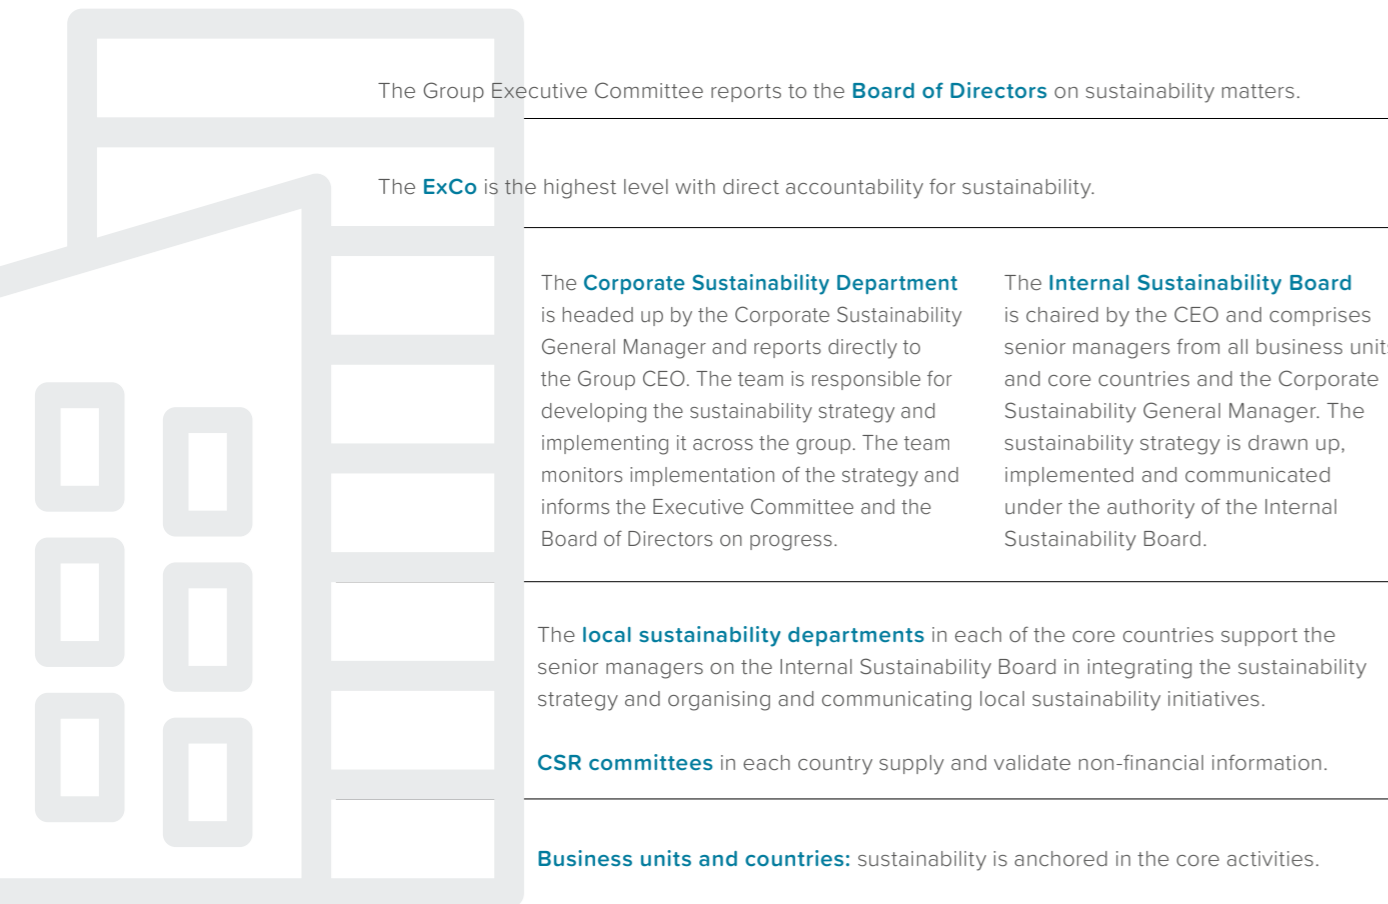 The Group Executive Committee reports to the Board of Directors on sustainability matters.
The ExCo is the highest level with direct accountability for sustainability.
The Corporate Sustainability Department
is headed up by the Corporate Sustainability
General Manager and reports directly to
the Group CEO. The team is responsible for
developing the sustainability strategy and
implementing it across the group. The team
monitors implementation of the strategy and
informs the Executive Committee and the
Board of Directors on progress.
The Internal Sustainability Board
is chaired by the CEO and comprises
senior managers from all business units
and core countries and the Corporate
Sustainability General Manager. The
sustainability strategy is drawn up,
implemented and communicated
under the authority of the Internal
Sustainability Board.
The local sustainability departments in each of the core countries support the
senior managers on the Internal Sustainability Board in integrating the sustainability
strategy and organising and communicating local sustainability initiatives.
CSR committees in each country supply and validate non-financial information.
Business units and countries: sustainability is anchored in the core activities.